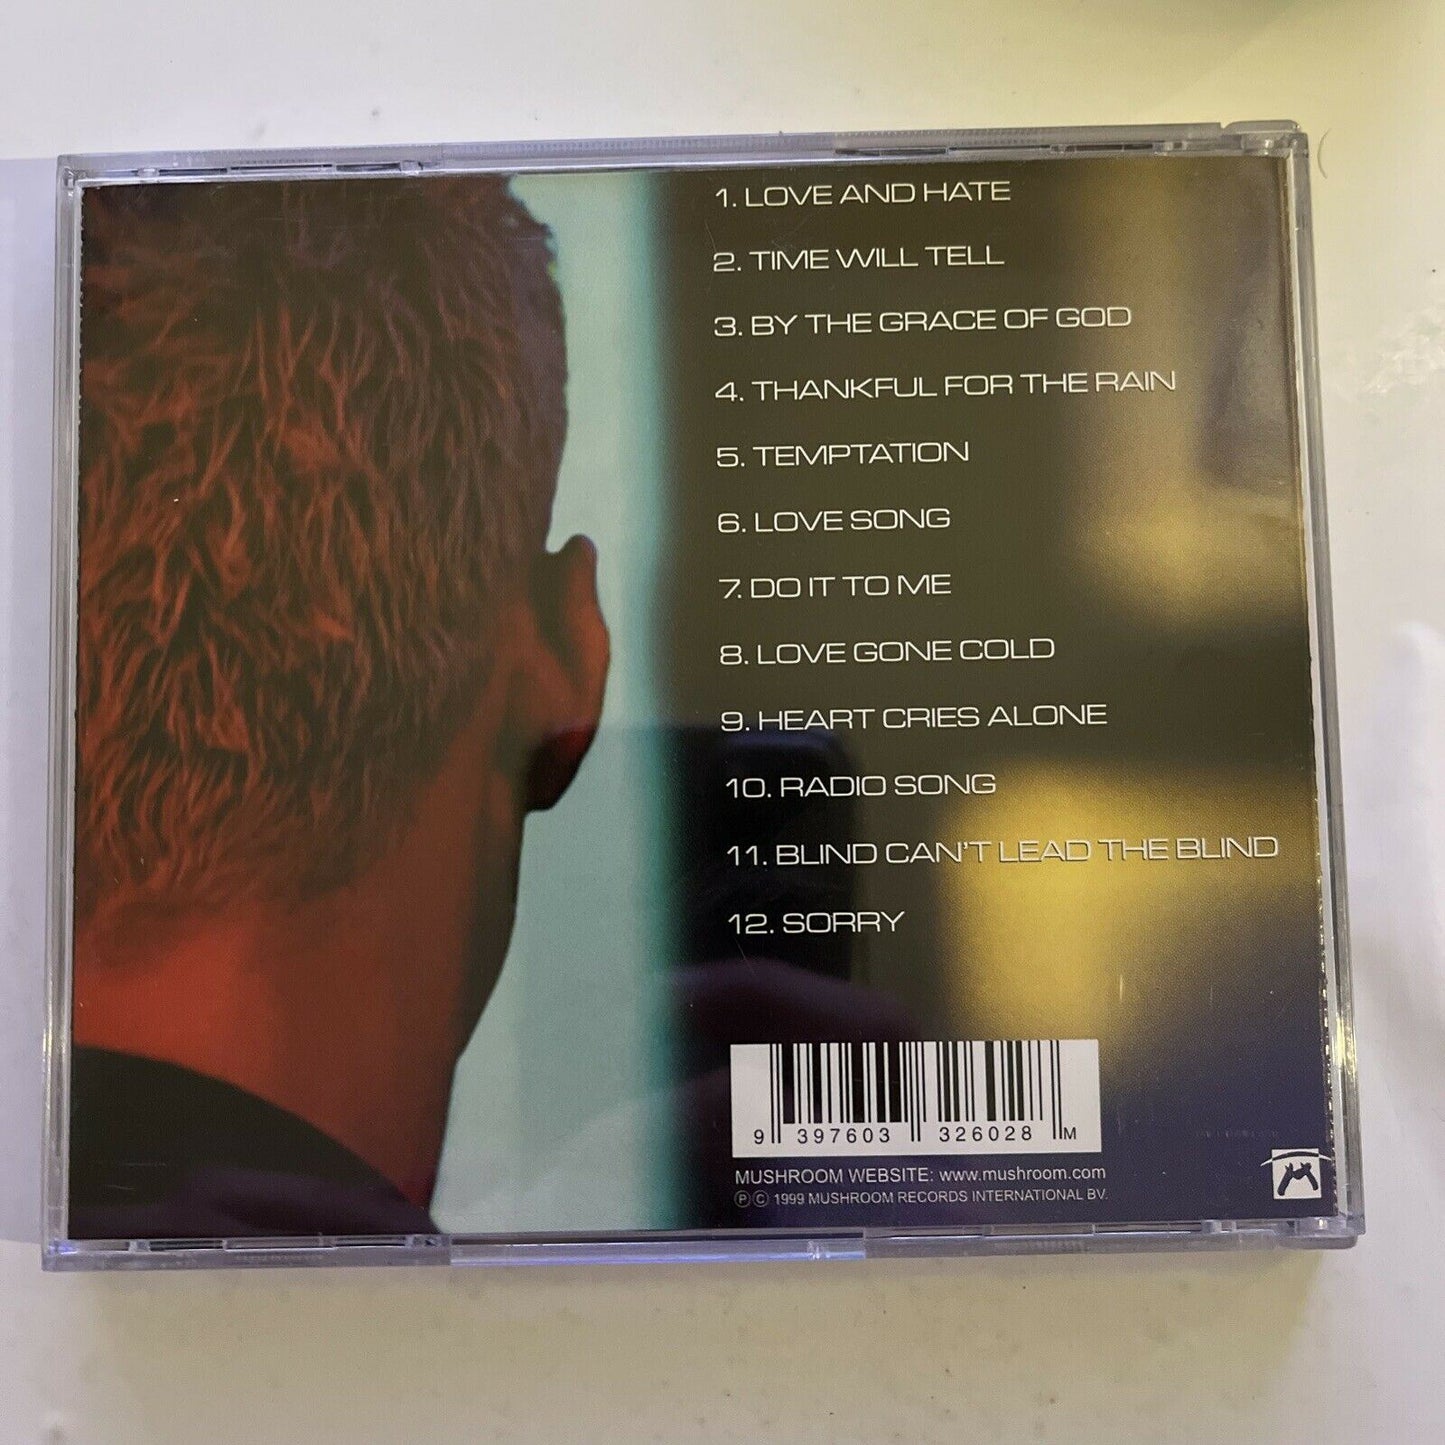 1. LOVE AND HATE
2. TIME WILL TELL
3. BY THE GRACE OF GOD
4. THANKFUL FOR THE RAIN
5. TEMPTATION
6. LOVE SONG
7. DO IT TO ME
8. LOVE GONE COLD
9. HEART CRIES ALONE
10. RADIO SONG
11. BLIND CAN'T LEAD THE BLIND
12. SORRY
9 397603 326028 M
MUSHROOM WEBSITE: www.mushroom.com
Ⓟ Ⓒ 1999 MUSHROOM RECORDS INTERNATIONAL BV.